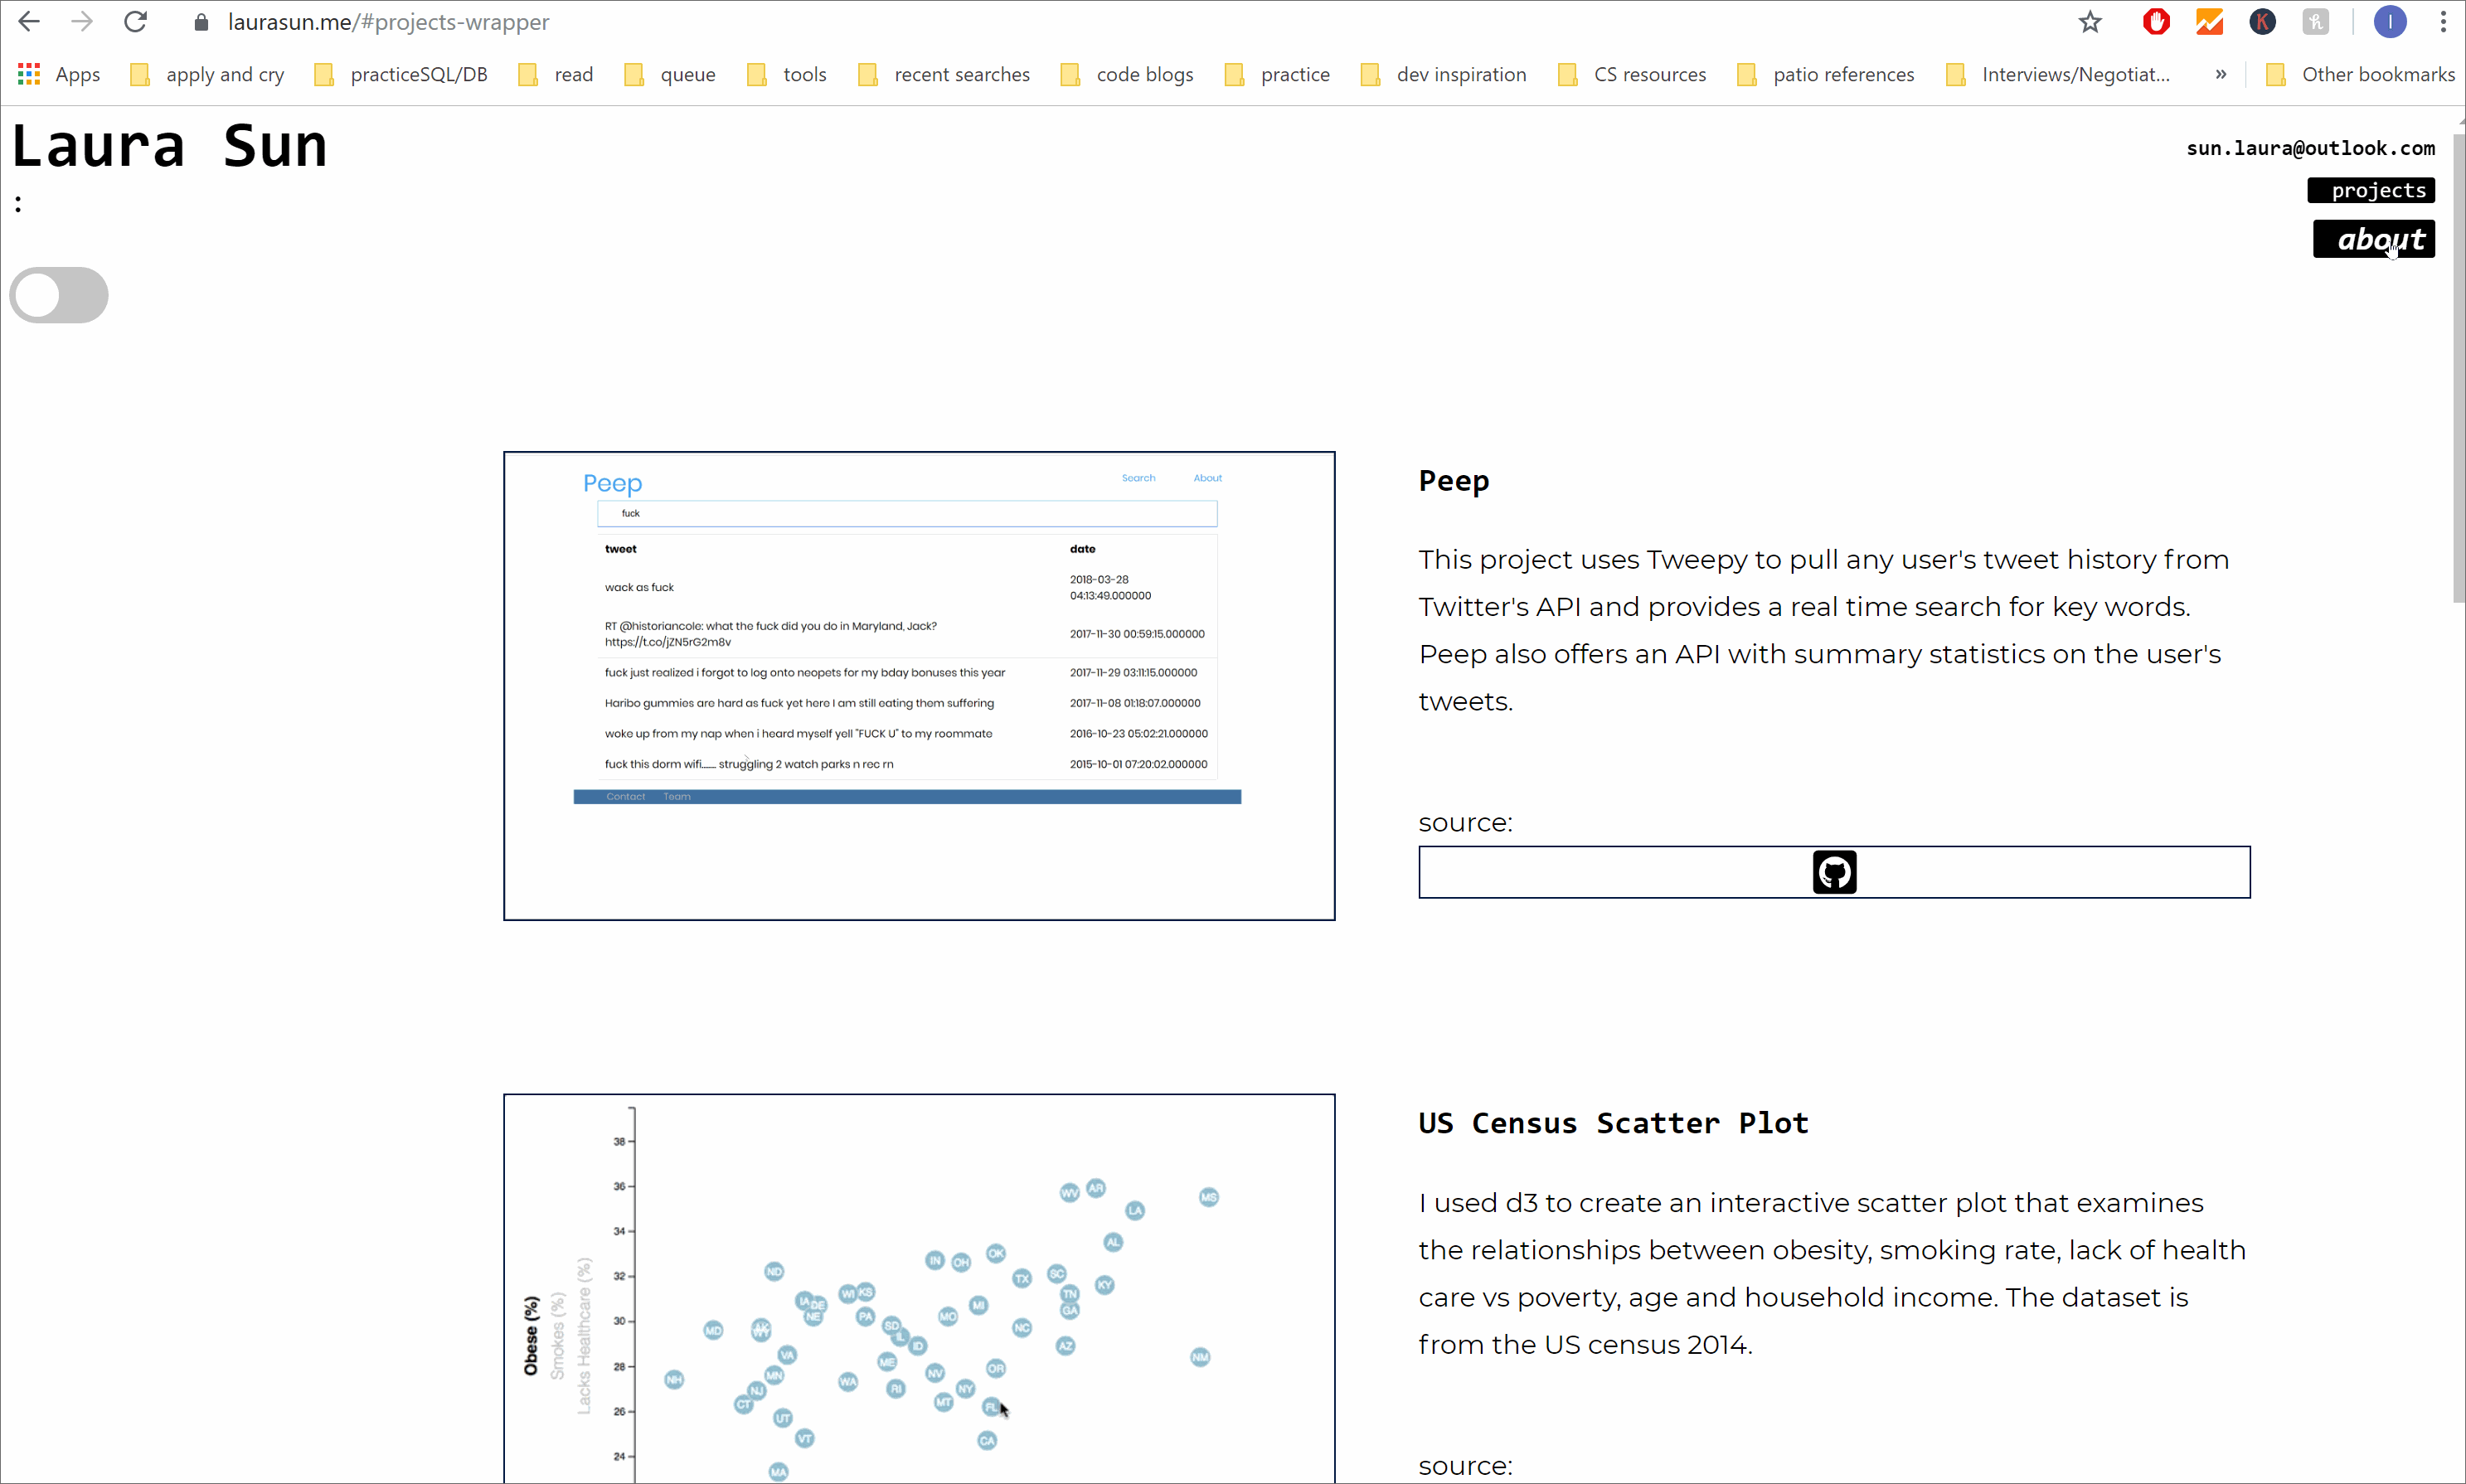 laurasun.me/#projects-wrapper
Apps apply and cry practiceSQL/DB read queue tools recent searches code blogs practice dev inspiration CS resources patio references Interviews/Negotiat... » Other bookmarks
Laura Sun
:
sun.laura@outlook.com
projects
about
Peep
Search About
fuck
tweet date
wack as fuck
2018-03-28
04:13:49.000000
RT @historiancole: what the fuck did you do in Maryland, Jack?
https://t.co/jZN5rG2m8v
2017-11-30 00:59:15.000000
fuck just realized i forgot to log onto neopets for my bday bonuses this year 2017-11-29 03:11:15.000000
Haribo gummies are hard as fuck yet here I am still eating them suffering 2017-11-08 01:18:07.000000
woke up from my nap when i heard myself yell "FUCK U" to my roommate 2016-10-23 05:02:21.000000
fuck this dorm wifi....... struggling 2 watch parks n rec rn 2015-10-01 07:20:02.000000
Contact Team
Peep
This project uses Tweepy to pull any user's tweet history from
Twitter's API and provides a real time search for key words.
Peep also offers an API with summary statistics on the user's
tweets.
source:
Obese (%)
Smokes (%)
Lacks Healthcare (%)
38
36
34
32
30
28
26
24
WV AR MS
LA
AL
IN OH OK
ND TX SC KY
IA DE WI KS TN
NE PA MO MI GA
MD AK SD IL NC
VA ID AZ
ME NM
NH MN WA RI NV OR
NJ NY
CT MT FL
UT
VT CA
MA
US Census Scatter Plot
I used d3 to create an interactive scatter plot that examines
the relationships between obesity, smoking rate, lack of health
care vs poverty, age and household income. The dataset is
from the US census 2014.
source: